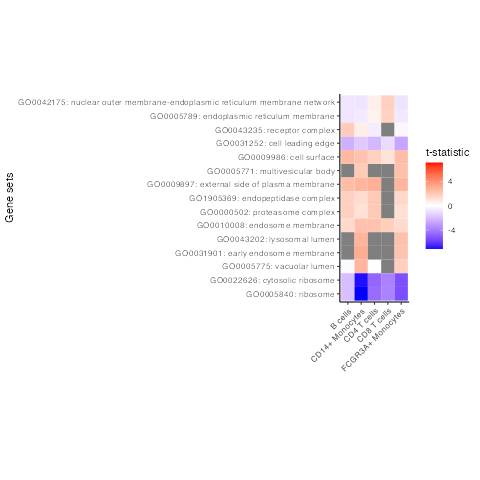 GO0042175: nuclear outer membrane-endoplasmic reticulum membrane network
GO0005789: endoplasmic reticulum membrane
GO0043235: receptor complex
GO0031252: cell leading edge
GO0009986: cell surface
GO0005771: multivesicular body
GO0009897: external side of plasma membrane
GO1905369: endopeptidase complex
GO0000502: proteasome complex
GO0010008: endosome membrane
GO0043202: lysosomal lumen
GO0031901: early endosome membrane
GO0005775: vacuolar lumen
GO0022626: cytosolic ribosome
GO0005840: ribosome
Gene sets
B cells
CD14+ Monocytes
CD4 T cells
CD8 T cells
FCGR3A+ Monocytes
t-statistic
4
0
-4